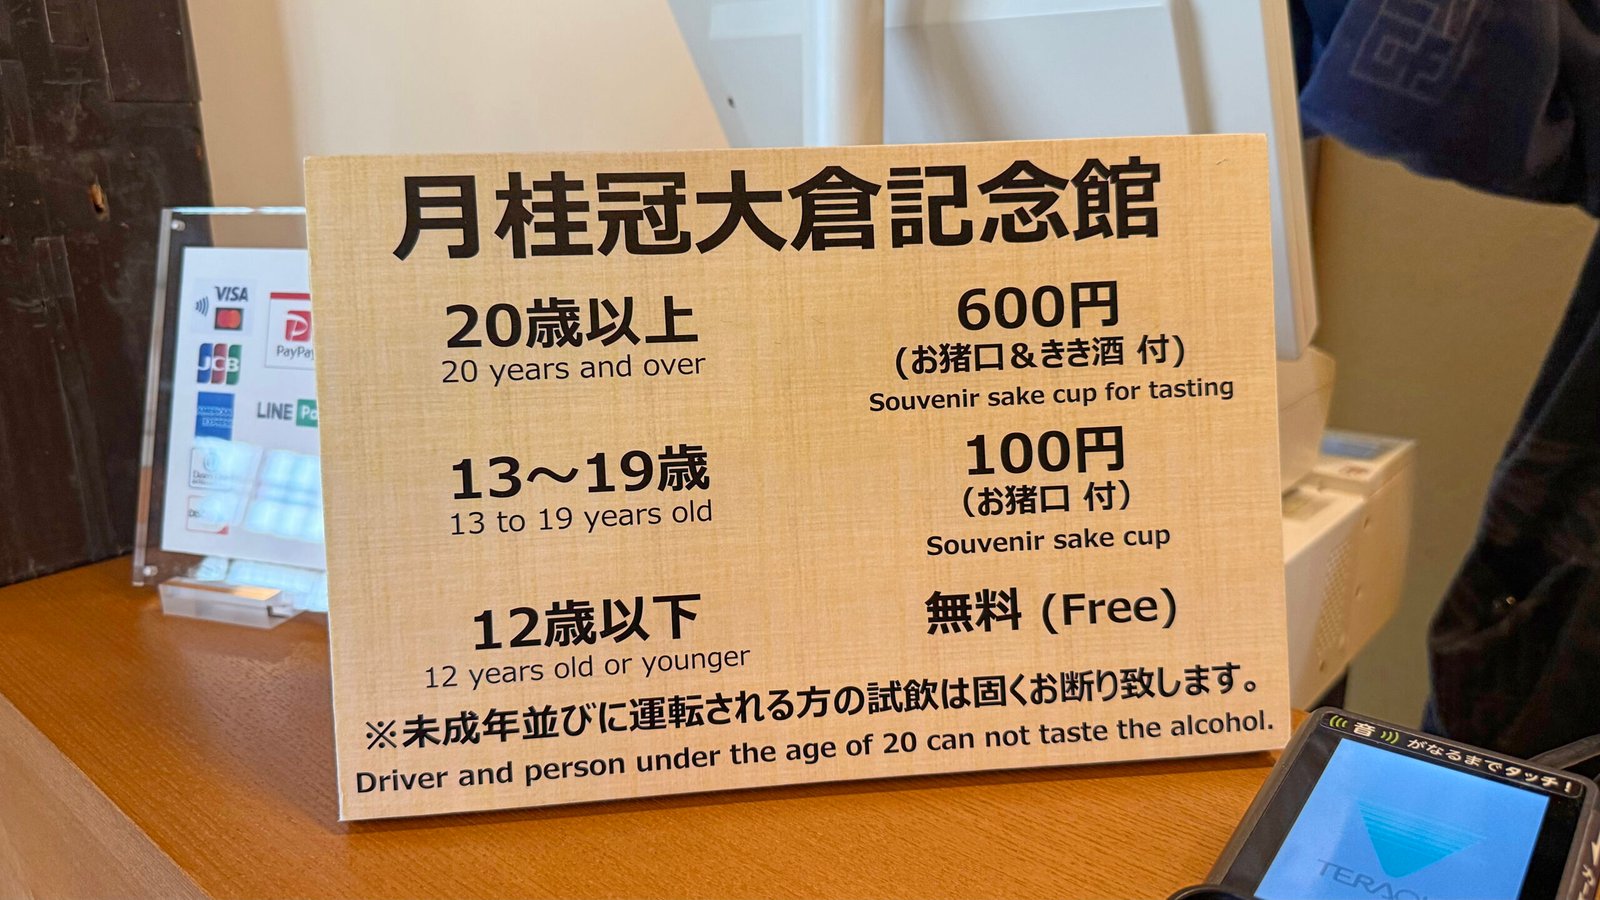 月桂冠大倉記念館
20歳以上
20 years and over
600円
(お猪口＆きき酒 付)
Souvenir sake cup for tasting
13～19歳
13 to 19 years old
100円
(お猪口 付)
Souvenir sake cup
12歳以下
12 years old or younger
無料 (Free)
※未成年並びに運転される方の試飲は固くお断り致します。
Driver and person under the age of 20 can not taste the alcohol.
VISA
PayPay
JCB
AMERICAN EXPRESS
LINE
音 がなるまでタッチ！